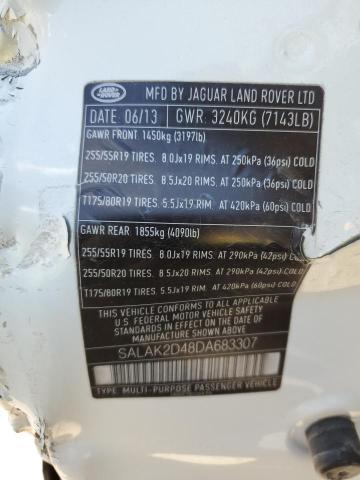 LAND ROVER
MFD BY JAGUAR LAND ROVER LTD
DATE: 06/13 GWR: 3240KG (7143LB)
GAWR FRONT: 1450kg (3197lb)
255/55R19 TIRES. 8.0Jx19 RIMS. AT 250kPa (36psi) COLD
255/50R20 TIRES. 8.5Jx20 RIMS. AT 250kPa (36psi) COLD
T175/80R19 TIRES. 5.5Jx19 RIM. AT 420kPa (60psi) COLD
GAWR REAR: 1855kg (4090lb)
255/55R19 TIRES. 8.0Jx19 RIMS. AT 290kPa (42psi) COLD
255/50R20 TIRES. 8.5Jx20 RIMS. AT 290kPa (42psi) COLD
T175/80R19 TIRES. 5.5Jx19 RIM. AT 420kPa (60psi) COLD
THIS VEHICLE CONFORMS TO ALL APPLICABLE
U.S. FEDERAL MOTOR VEHICLE SAFETY AND
THEFT PREVENTION STANDARDS IN EFFECT ON
THE DATE OF MANUFACTURE SHOWN ABOVE
SALAK2D48DA683307
TYPE: MULTI-PURPOSE PASSENGER VEHICLE